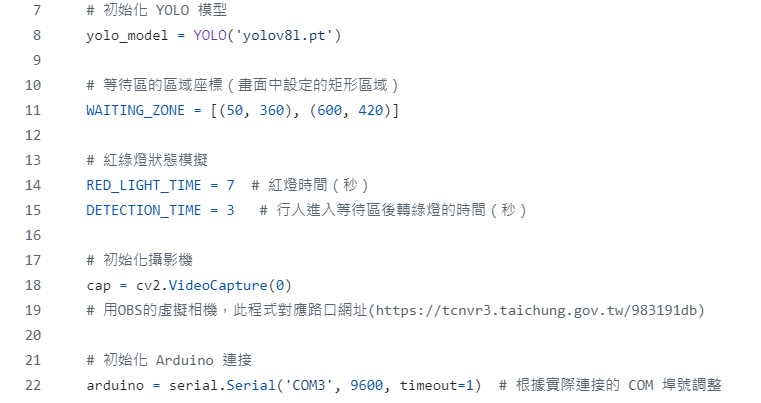 7 # 初始化 YOLO 模型
8 yolo_model = YOLO('yolov8l.pt')
9
10 # 等待區的區域座標(畫面中設定的矩形區域)
11 WAITING_ZONE = [(50, 360), (600, 420)]
12
13 # 紅綠燈狀態模擬
14 RED_LIGHT_TIME = 7  # 紅燈時間(秒)
15 DETECTION_TIME = 3   # 行人進入等待區後轉綠燈的時間(秒)
16
17 # 初始化攝影機
18 cap = cv2.VideoCapture(0)
19 # 用OBS的虛擬相機,此程式對應路口網址(https://tcnvr3.taichung.gov.tw/983191db)
20
21 # 初始化 Arduino 連接
22 arduino = serial.Serial('COM3', 9600, timeout=1)  # 根據實際連接的 COM 埠號調整